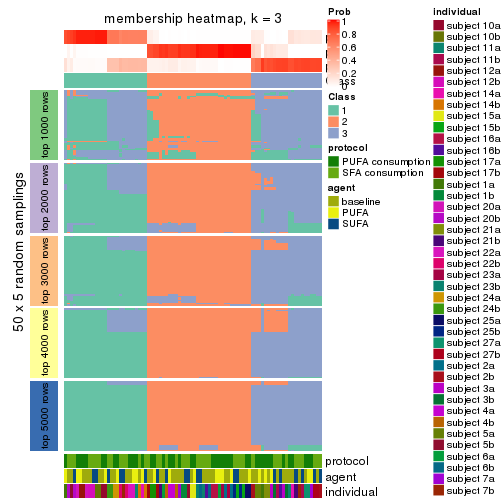 membership heatmap, k = 3
50 x 5 random samplings
top 1000 rows
top 2000 rows
top 3000 rows
top 4000 rows
top 5000 rows
protocol
agent
individual
Prob
1
0.8
0.6
0.4
0.2
0
Class
1
2
3
protocol
PUFA consumption
SFA consumption
agent
baseline
PUFA
SUFA
individual
subject 10a
subject 10b
subject 11a
subject 11b
subject 12a
subject 12b
subject 14a
subject 14b
subject 15a
subject 15b
subject 16a
subject 16b
subject 17a
subject 17b
subject 1a
subject 1b
subject 20a
subject 20b
subject 21a
subject 21b
subject 22a
subject 22b
subject 23a
subject 23b
subject 24a
subject 24b
subject 25a
subject 25b
subject 27a
subject 27b
subject 2a
subject 2b
subject 3a
subject 3b
subject 4a
subject 4b
subject 5a
subject 5b
subject 6a
subject 6b
subject 7a
subject 7b